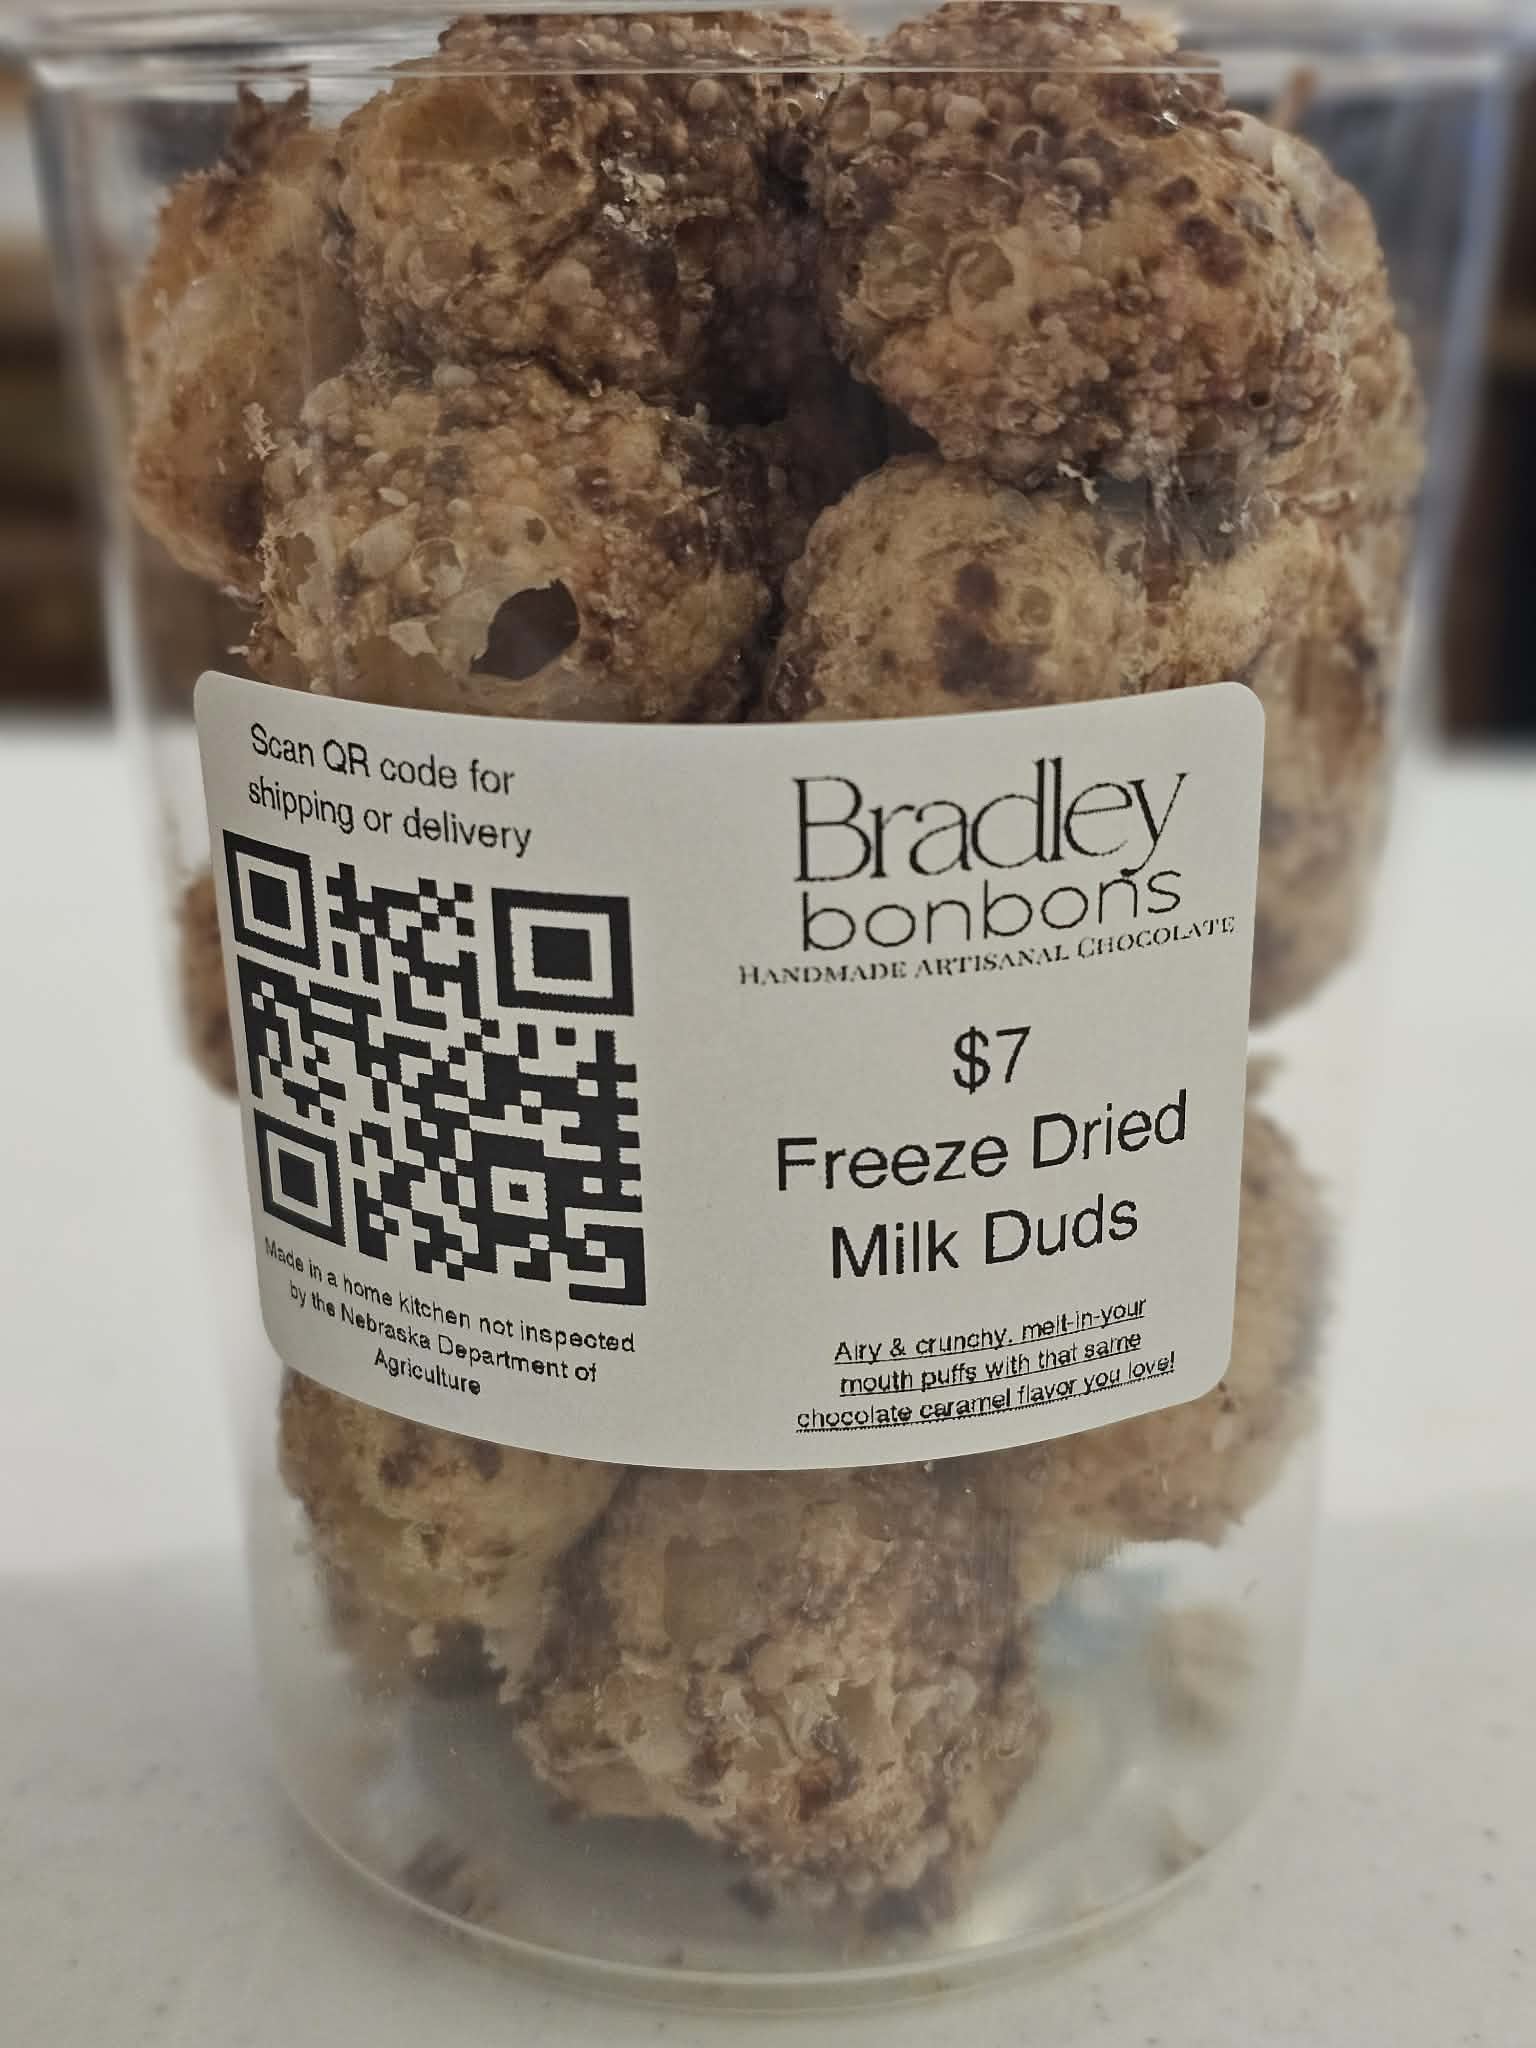 Scan QR code for
shipping or delivery
Made in a home kitchen not inspected
by the Nebraska Department of
Agriculture
Bradley
bonbons
HANDMADE ARTISANAL CHOCOLATE
$7
Freeze Dried
Milk Duds
Airy & crunchy, melt-in-your
mouth puffs with that same
chocolate caramel flavor you love!